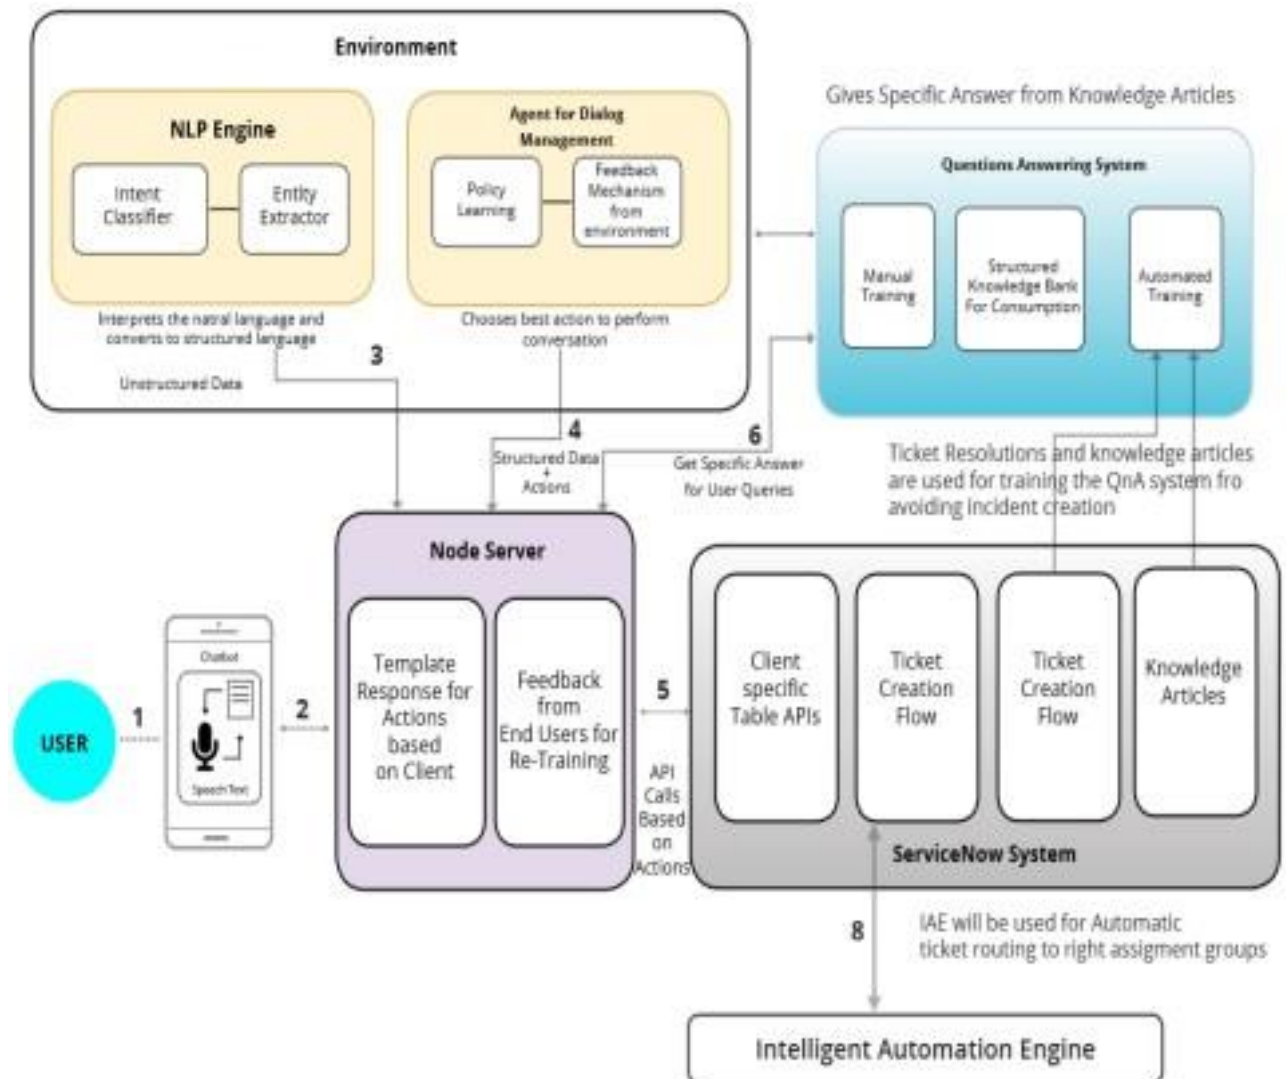 Environment
NLP Engine
Intent
Classifier
Entity
Extractor
Interprets the natral language and
converts to structured language
Unstructured Data
3
Agent for Dialog
Management
Policy
Learning
Feedback
Mechanism
from
environment
Chooses best action to perform
conversation
4
Structured Data
+
Actions
Gives Specific Answer from Knowledge Articles
Questions Answering System
Manual
Training
Structured
Knowledge Bank
For Consumption
Automated
Training
6
Get Specific Answer
for User Queries
Ticket Resolutions and knowledge articles
are used for training the QnA system fro
avoiding incident creation
USER
1
Chatbot
Speech Text
2
Node Server
Template
Response for
Actions
based
on Client
Feedback
from
End Users for
Re-Training
5
API
Calls
Based
on
Actions
Client
specific
Table APIs
Ticket
Creation
Flow
Ticket
Creation
Flow
Knowledge
Articles
ServiceNow System
8
IAE will be used for Automatic
ticket routing to right assigment groups
Intelligent Automation Engine